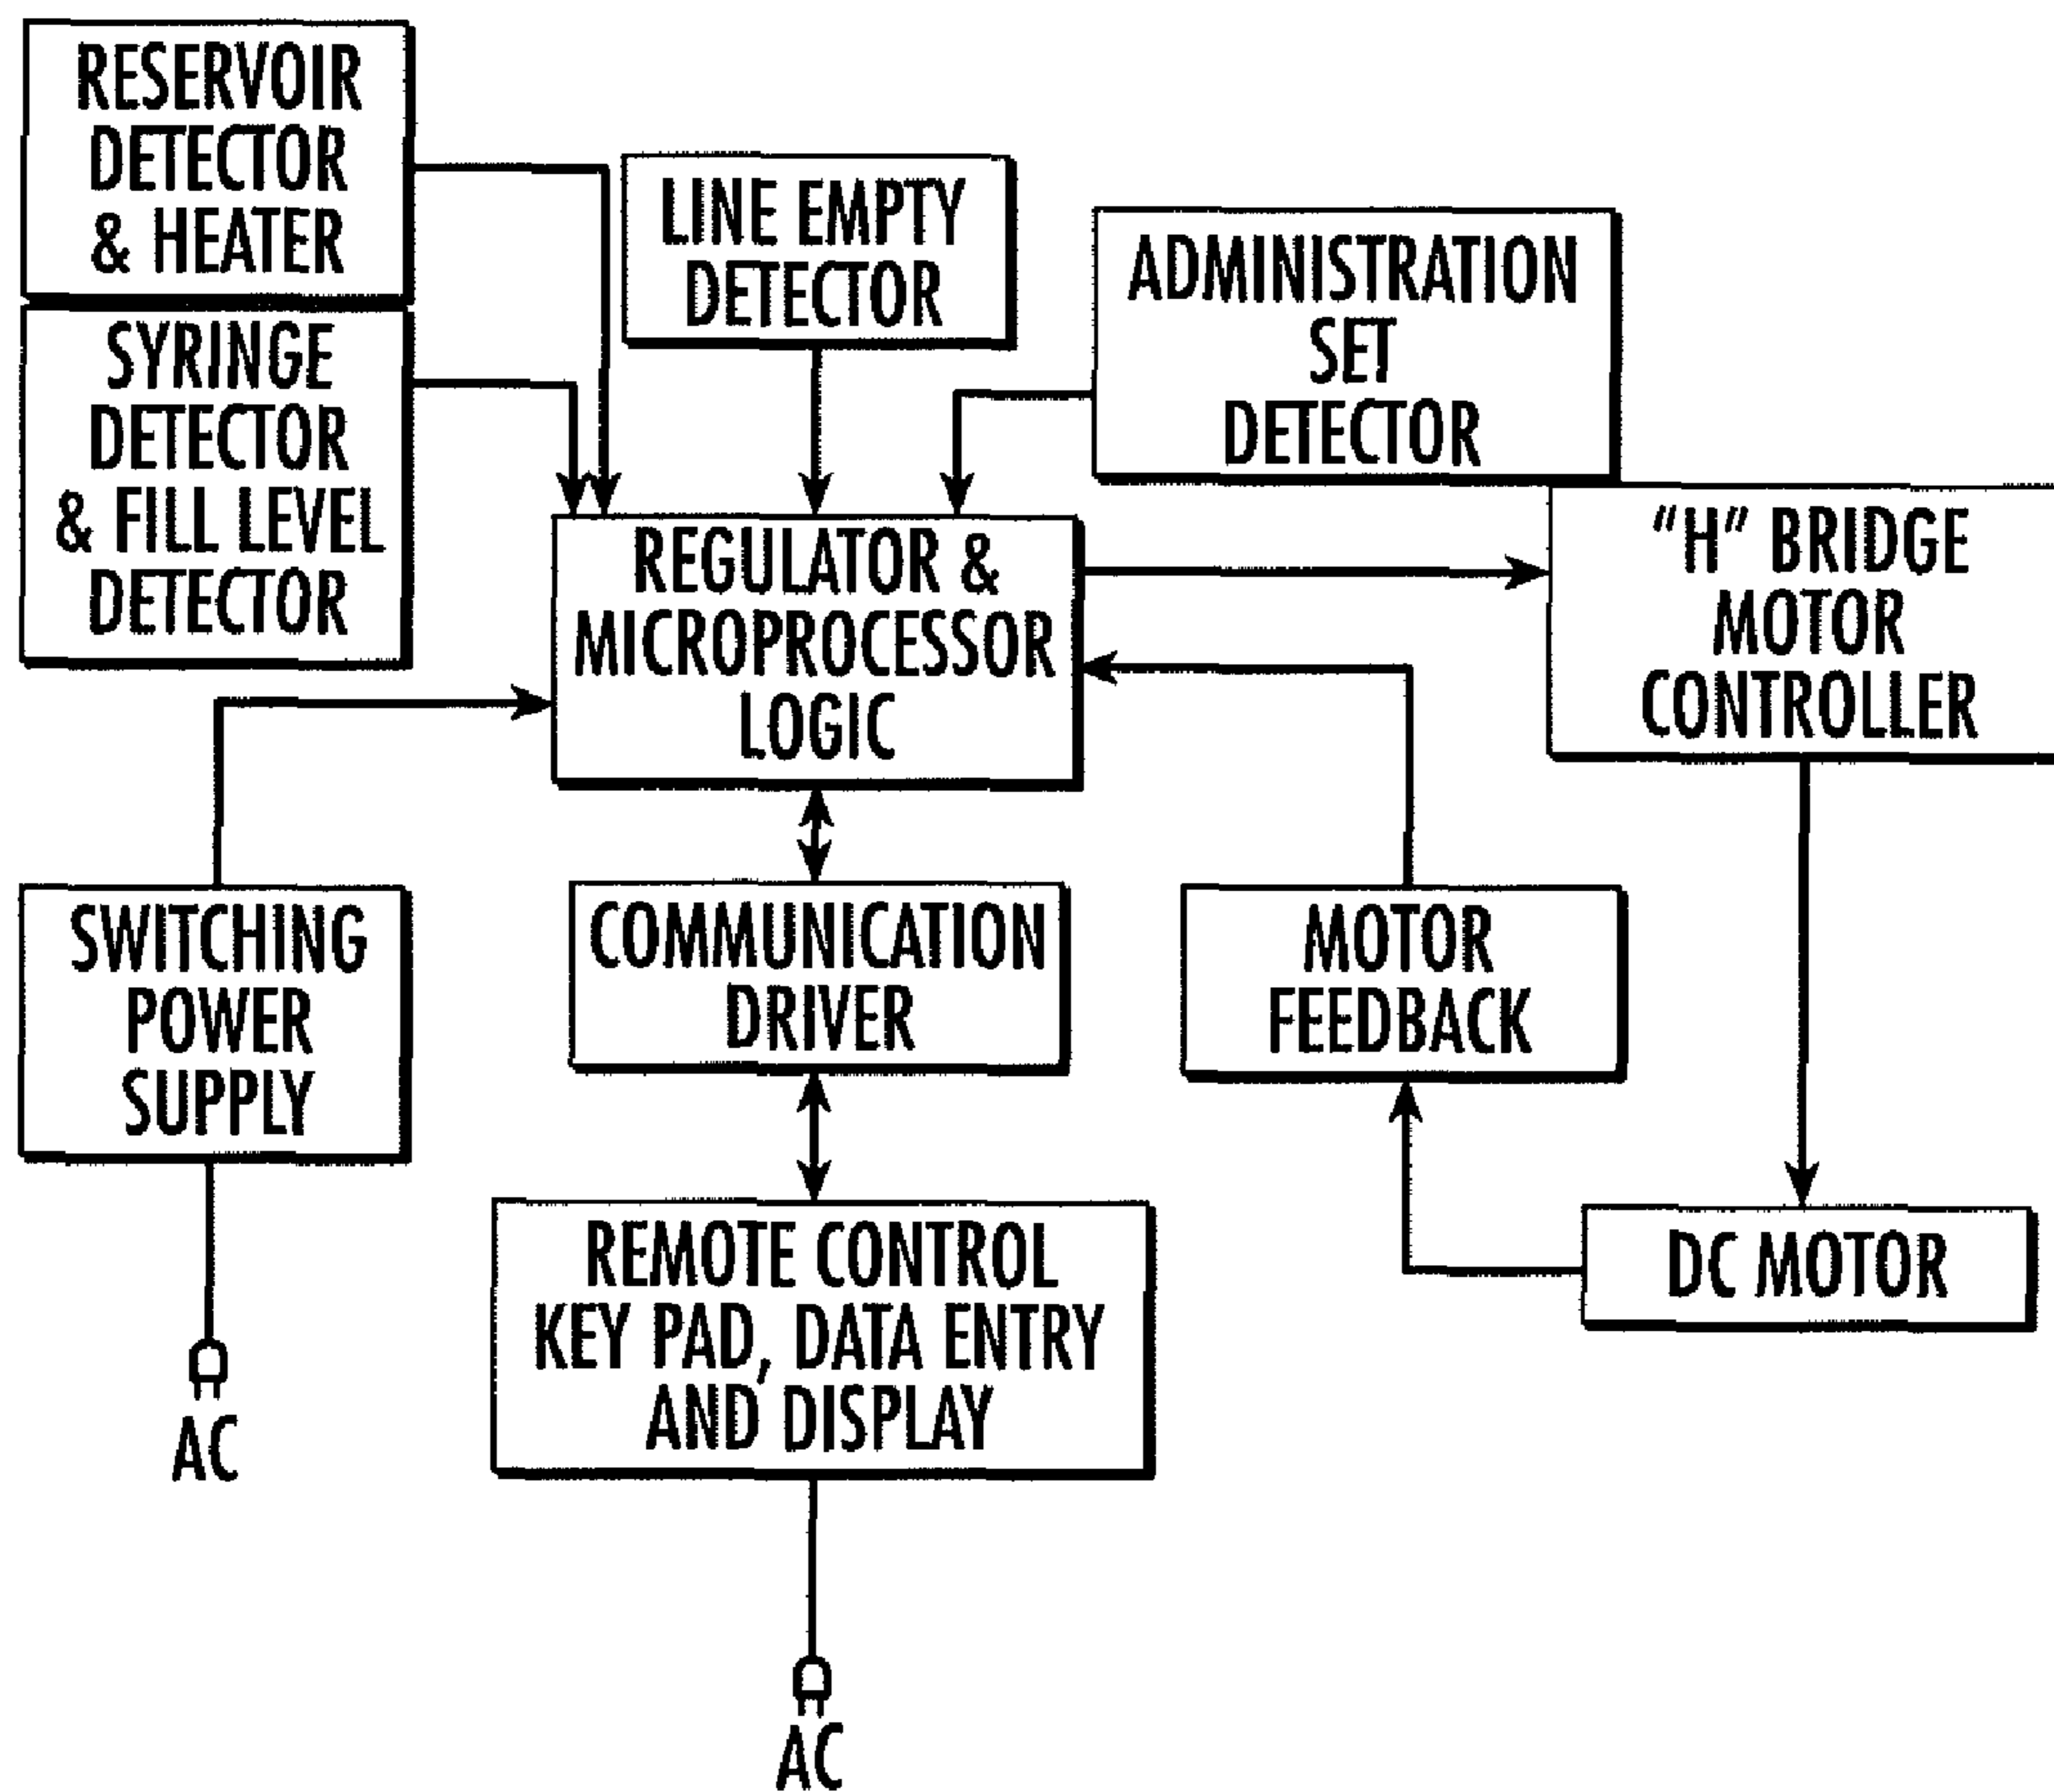 RESERVOIR
DETECTOR
& HEATER
LINE EMPTY
DETECTOR
ADMINISTRATION
SET
DETECTOR
SYRINGE
DETECTOR
& FILL LEVEL
DETECTOR
REGULATOR &
MICROPROCESSOR
LOGIC
"H" BRIDGE
MOTOR
CONTROLLER
SWITCHING
POWER
SUPPLY
COMMUNICATION
DRIVER
MOTOR
FEEDBACK
REMOTE CONTROL
KEY PAD, DATA ENTRY
AND DISPLAY
DC MOTOR
AC
AC